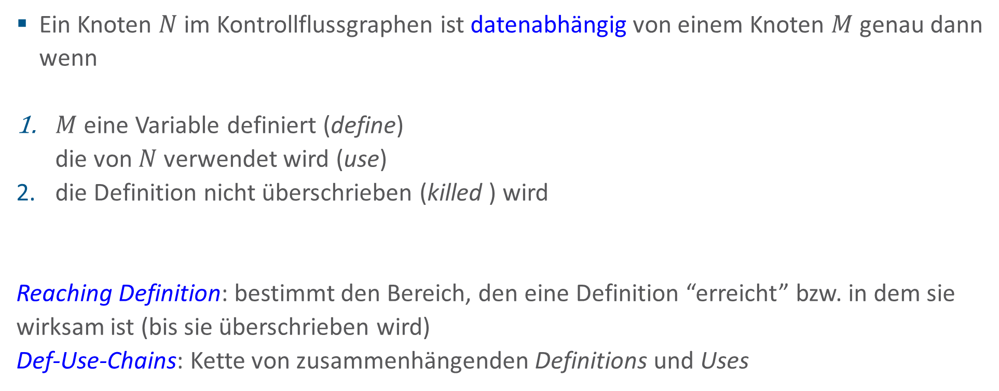 ▪ Ein Knoten N im Kontrollflussgraphen ist datenabhängig von einem Knoten M genau dann
wenn
1. M eine Variable definiert (define)
die von N verwendet wird (use)
2. die Definition nicht überschrieben (killed ) wird
Reaching Definition: bestimmt den Bereich, den eine Definition “erreicht” bzw. in dem sie
wirksam ist (bis sie überschrieben wird)
Def-Use-Chains: Kette von zusammenhängenden Definitions und Uses